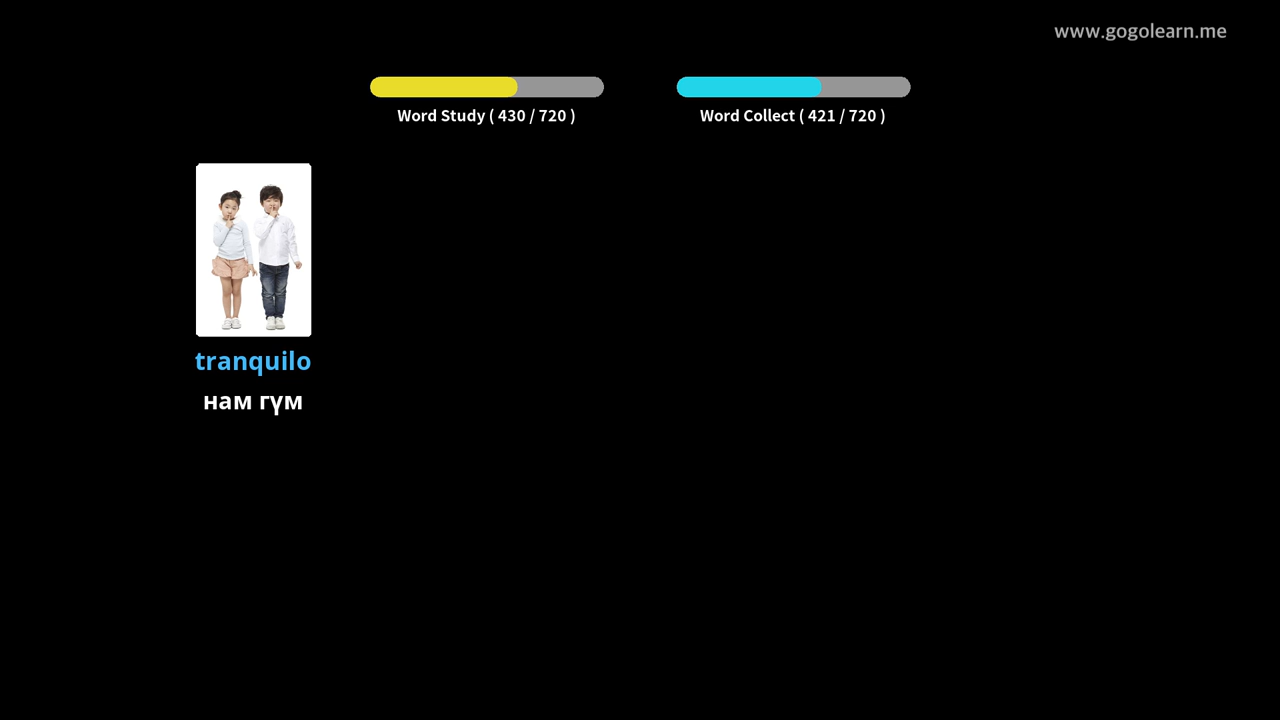 www.gogolearn.me
Word Study ( 430 / 720 )
Word Collect ( 421 / 720 )
tranquilo
нам гүм